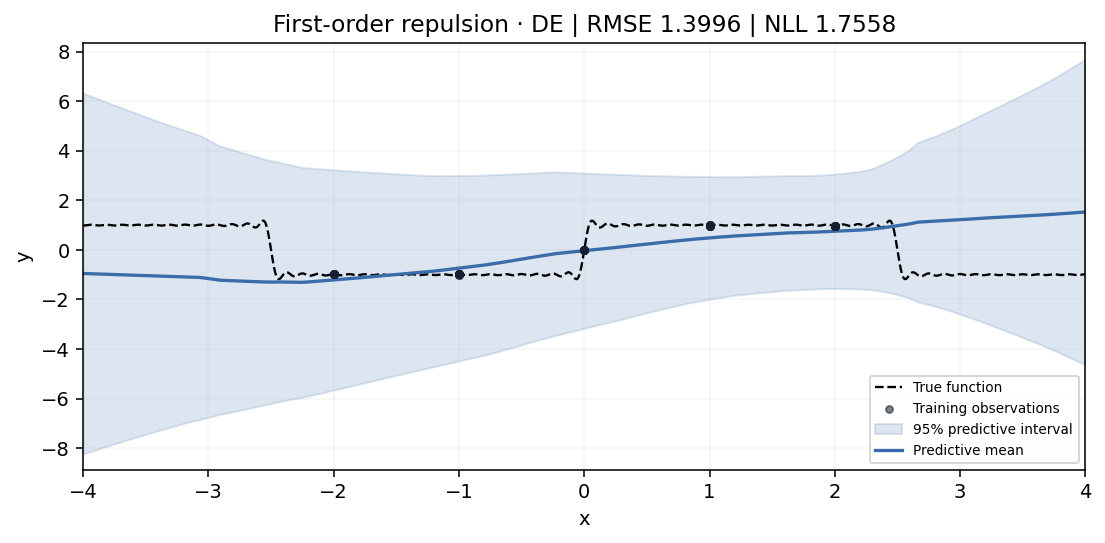 First-order repulsion · DE | RMSE 1.3996 | NLL 1.7558
y
8
6
4
2
0
−2
−4
−6
−8
True function
Training observations
95% predictive interval
Predictive mean
−4 −3 −2 −1 0 1 2 3 4
x